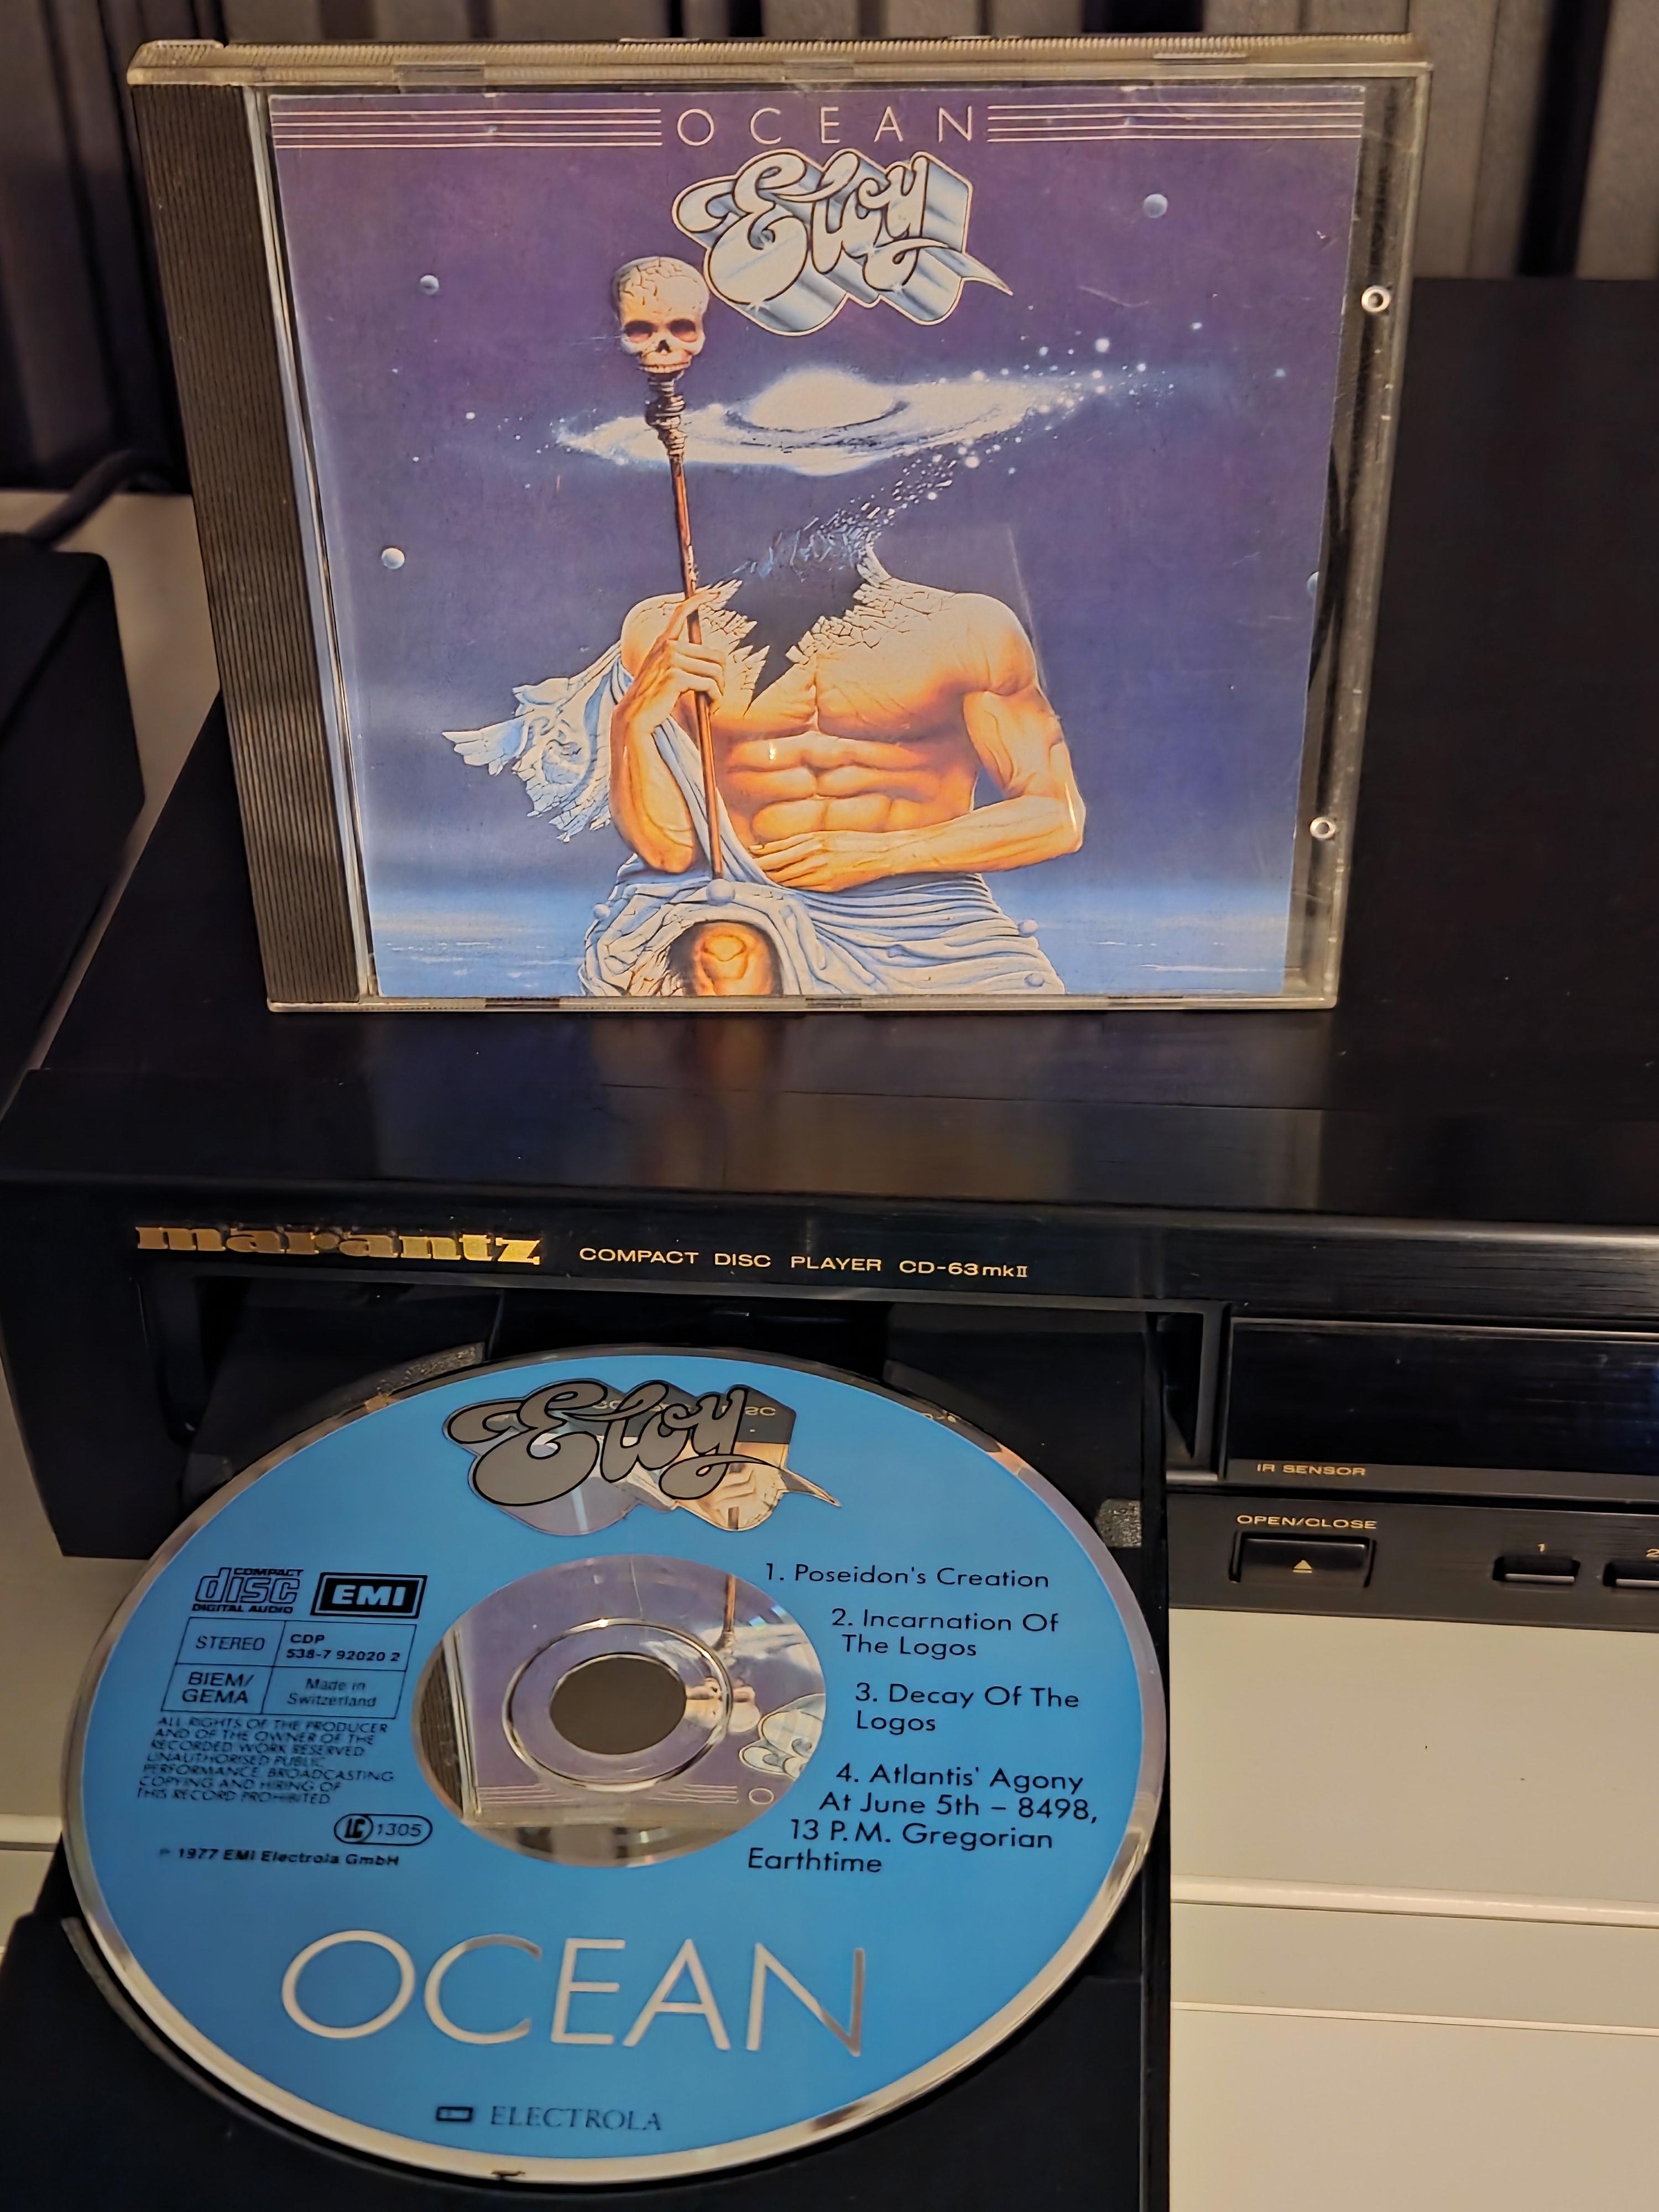 OCEAN
Eloy
marantz COMPACT DISC PLAYER CD-63mkII
IR SENSOR
OPEN/CLOSE
1
2
Eloy
COMPACT
disc
DIGITAL AUDIO
EMI
STEREO
CDP
538-7 92020 2
BIEM/
GEMA
Made in
Switzerland
ALL RIGHTS OF THE PRODUCER
AND OF THE OWNER OF THE
RECORDED WORK RESERVED
UNAUTHORISED PUBLIC
PERFORMANCE BROADCASTING
COPYING AND HIRING OF
THIS RECORD PROHIBITED
LC 1305
℗ 1977 EMI Electrola GmbH
1. Poseidon's Creation
2. Incarnation Of
The Logos
3. Decay Of The
Logos
4. Atlantis' Agony
At June 5th – 8498,
13 P.M. Gregorian
Earthtime
OCEAN
ELECTROLA